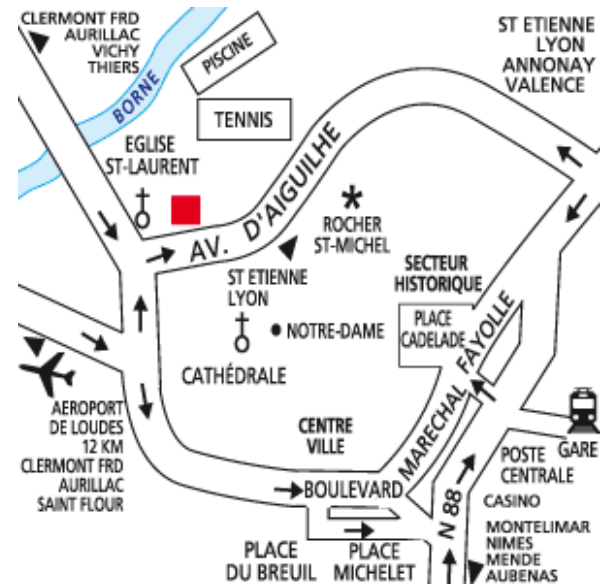 CLERMONT FRD
AURILLAC
VICHY
THIERS
ST ETIENNE
LYON
ANNONAY
VALENCE
PISCINE
BORNE
TENNIS
EGLISE
ST-LAURENT
AV. D'AIGUILHE
ROCHER
ST-MICHEL
ST ETIENNE
LYON
SECTEUR
HISTORIQUE
PLACE
CADELADE
NOTRE-DAME
CATHÉDRALE
AEROPORT
DE LOUDES
12 KM
CLERMONT FRD
AURILLAC
SAINT FLOUR
CENTRE
VILLE
BOULEVARD
MARECHAL FAYOLLE
GARE
POSTE
CENTRALE
CASINO
N 88
MONTELIMAR
NIMES
MENDE
AUBENAS
PLACE
DU BREUIL
PLACE
MICHELET